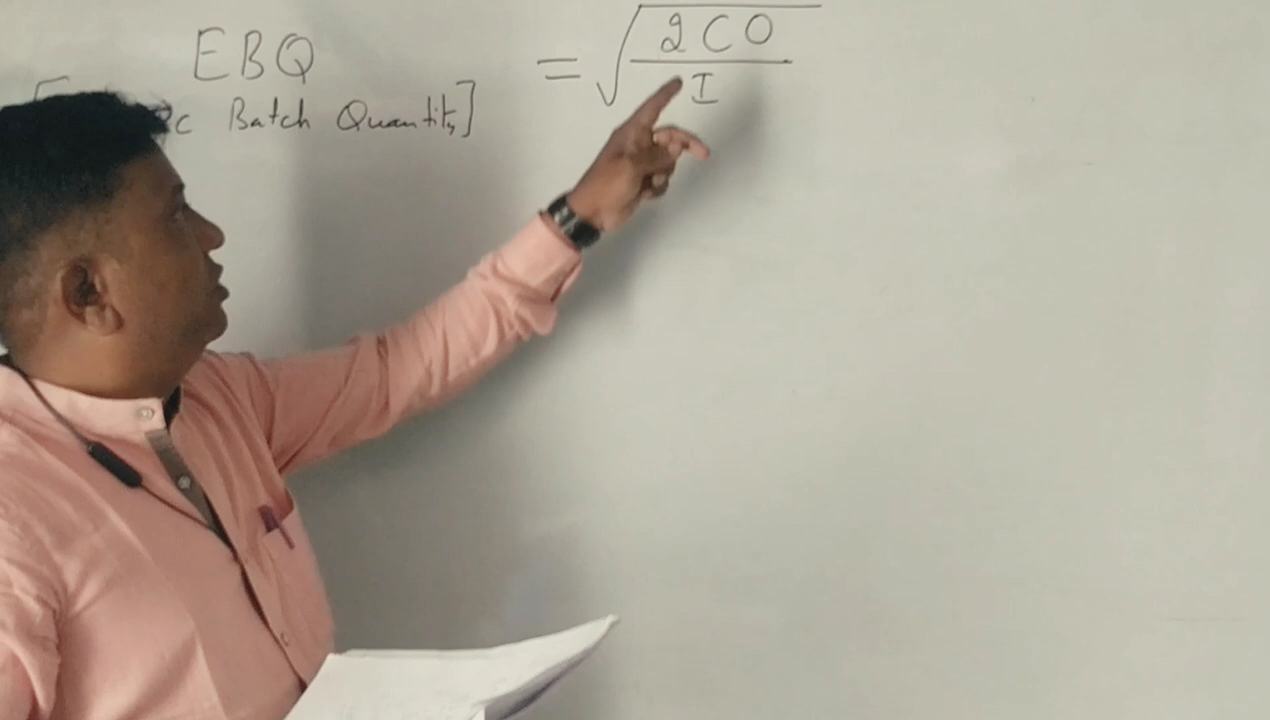 EBQ = √2CO/I
[ c Batch Quantity]